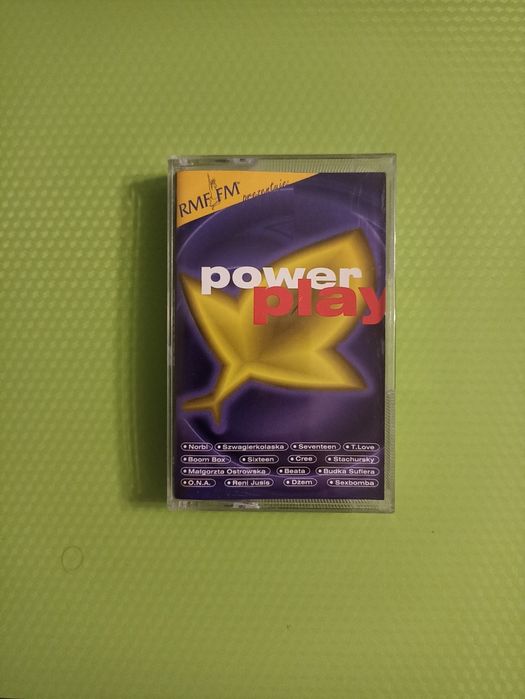 RMF FM prezentuje:
power
play
• Norbi • Szwagierkolaska • Seventeen • T.Love
• Boom Box • Sixteen • Cree • Stachursky
• Małgorzta Ostrowska • Beata • Budka Suflera
• O.N.A. • Reni Jusis • Dżem • Sexbomba